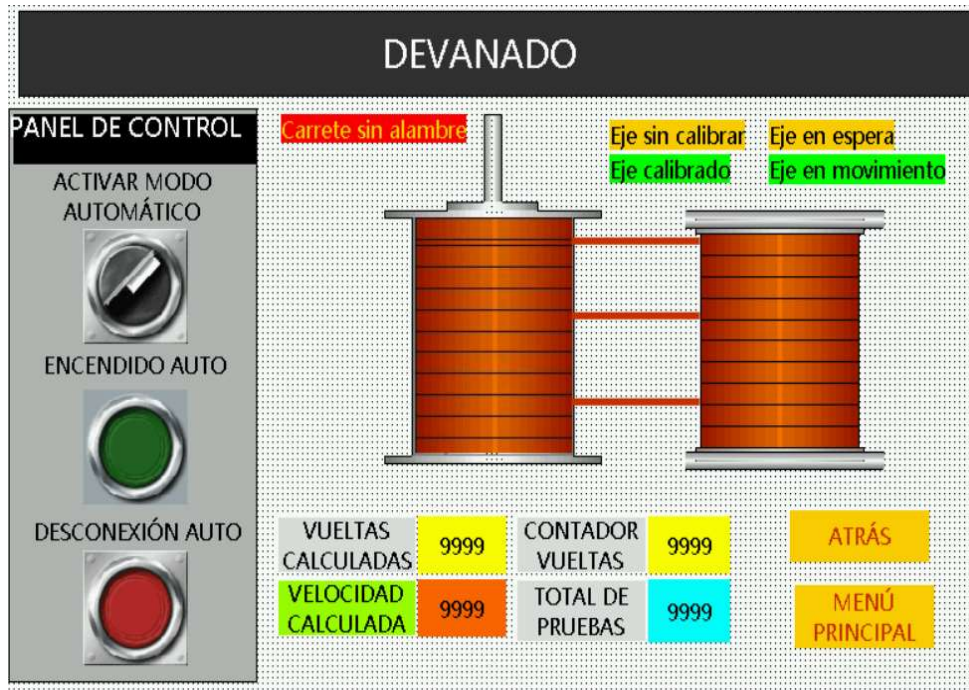 DEVANADO
PANEL DE CONTROL
ACTIVAR MODO
AUTOMÁTICO
ENCENDIDO AUTO
DESCONEXIÓN AUTO
Carrete sin alambre
Eje sin calibrar
Eje en espera
Eje calibrado
Eje en movimiento
VUELTAS
CALCULADAS
9999
CONTADOR
VUELTAS
9999
VELOCIDAD
CALCULADA
9999
TOTAL DE
PRUEBAS
9999
ATRÁS
MENÚ
PRINCIPAL